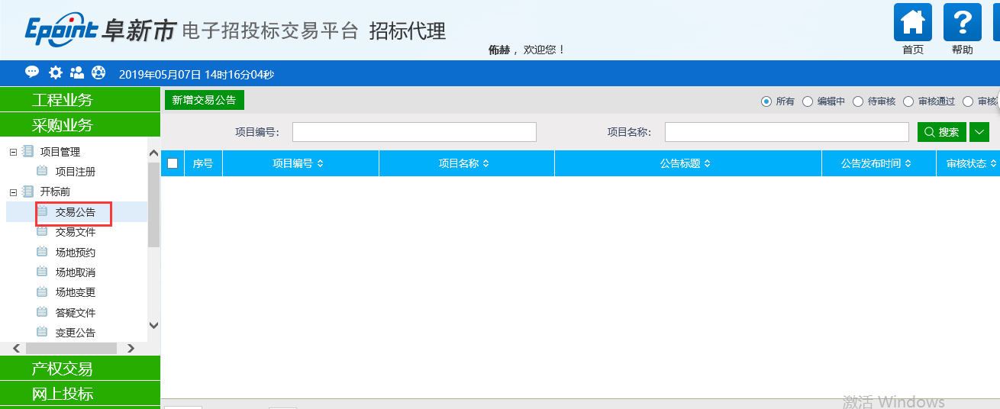 Epoint 阜新市 电子招投标交易平台 招标代理
首页 帮助
佈赫 ，欢迎您！
2019年05月07日 14时16分04秒
工程业务
采购业务
项目管理
项目注册
开标前
交易公告
交易文件
场地预约
场地取消
场地变更
答疑文件
变更公告
产权交易
网上投标
新增交易公告
所有 编辑中 待审核 审核通过 审核
项目编号： 项目名称： 搜索
序号 项目编号 项目名称 公告标题 公告发布时间 审核状态
激活 Windows